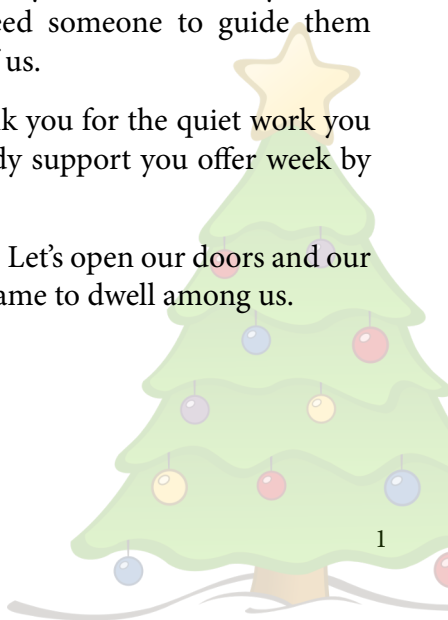 eed someone to guide them
us.
k you for the quiet work you
dy support you offer week by
Let's open our doors and our
ame to dwell among us.
1